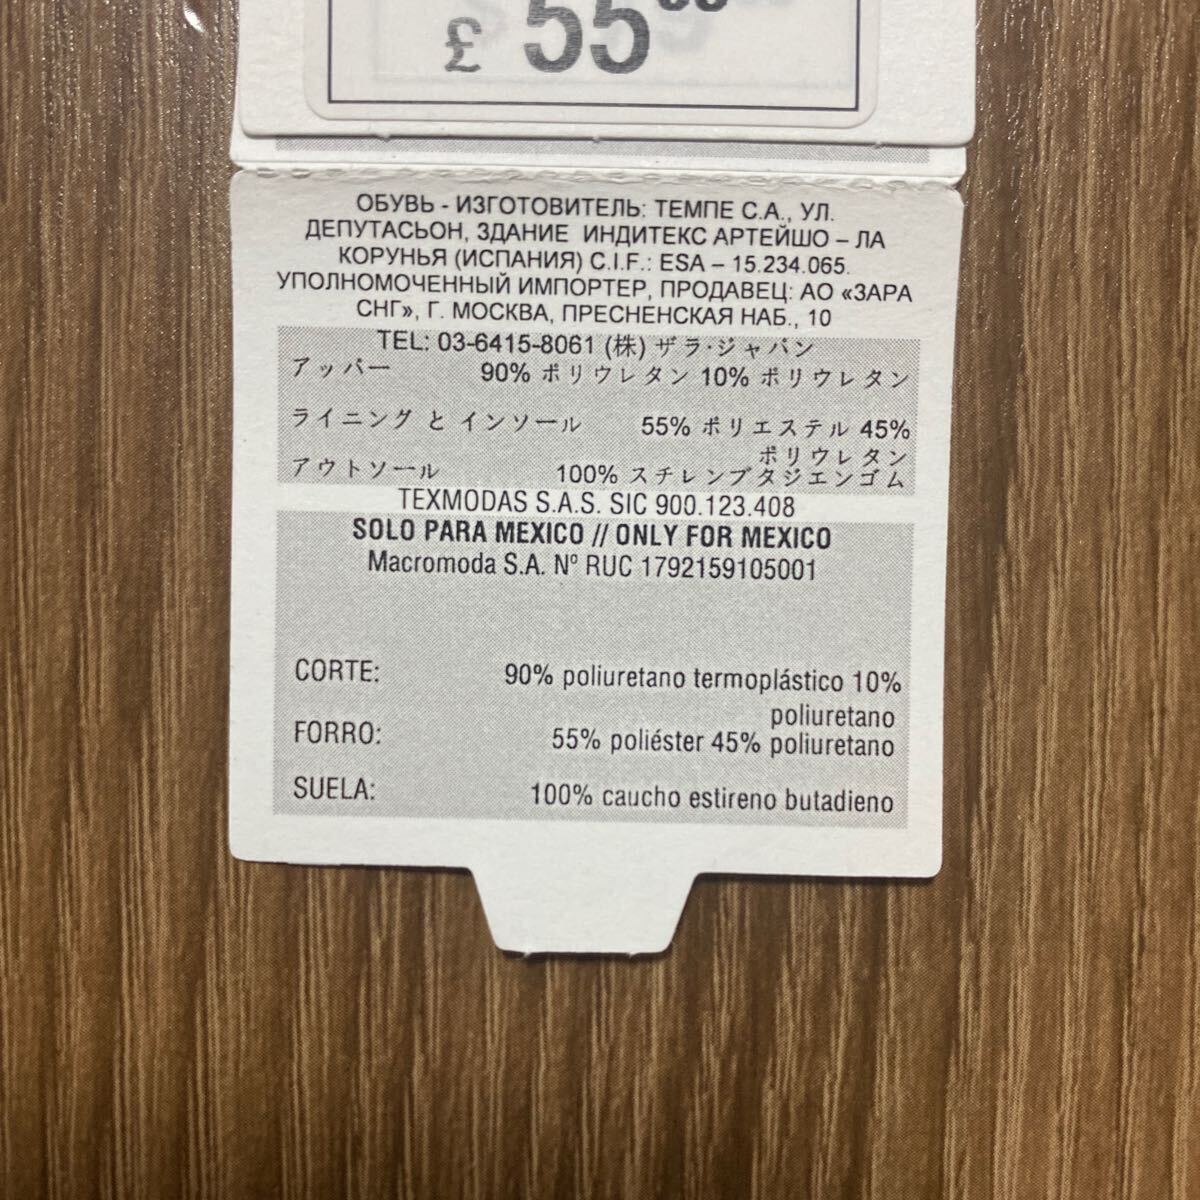 £ 55
ОБУВЬ - ИЗГОТОВИТЕЛЬ: ТЕМПЕ С.А., УЛ.
ДЕПУТАСЬОН, ЗДАНИЕ ИНДИТЕКС АРТЕЙШО – ЛА
КОРУНЬЯ (ИСПАНИЯ) C.I.F.: ESA – 15.234.065.
УПОЛНОМОЧЕННЫЙ ИМПОРТЕР, ПРОДАВЕЦ: АО «ЗАРА
СНГ», Г. МОСКВА, ПРЕСНЕНСКАЯ НАБ., 10
TEL: 03-6415-8061 (株) ザラ・ジャパン
アッパー 90% ポリウレタン 10% ポリウレタン
ライニング と インソール 55% ポリエステル 45%
ポリウレタン
アウトソール 100% スチレンブタジエンゴム
TEXMODAS S.A.S. SIC 900.123.408
SOLO PARA MEXICO // ONLY FOR MEXICO
Macromoda S.A. Nº RUC 1792159105001
CORTE: 90% poliuretano termoplástico 10%
poliuretano
FORRO: 55% poliéster 45% poliuretano
SUELA: 100% caucho estireno butadieno